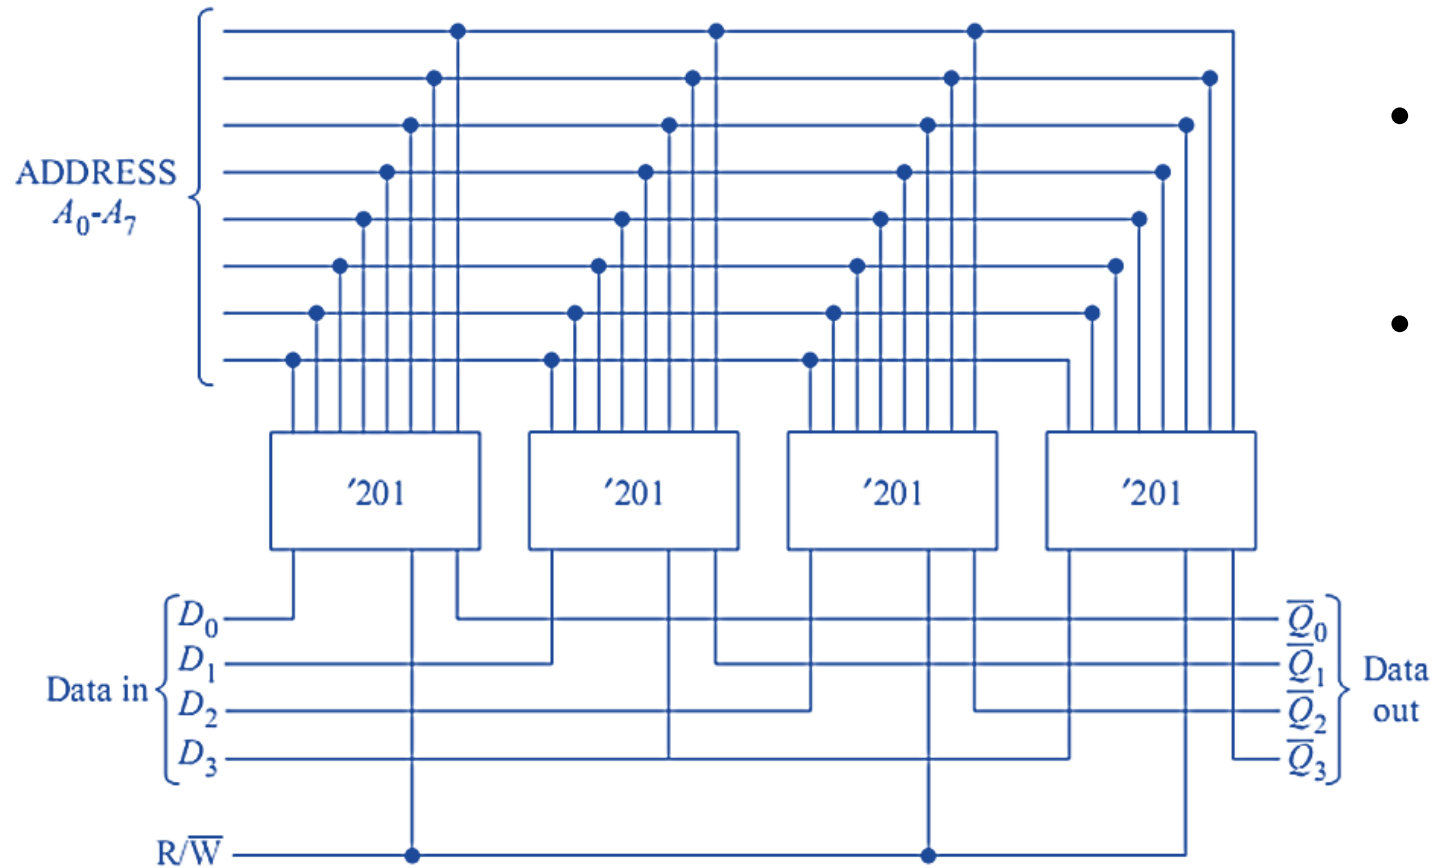 ADDRESS
A₀-A₇
′201 ′201 ′201 ′201
Data in
D₀
D₁
D₂
D₃
R/W̅
Q̅₀
Q̅₁
Q̅₂
Q̅₃
Data
out
•
•